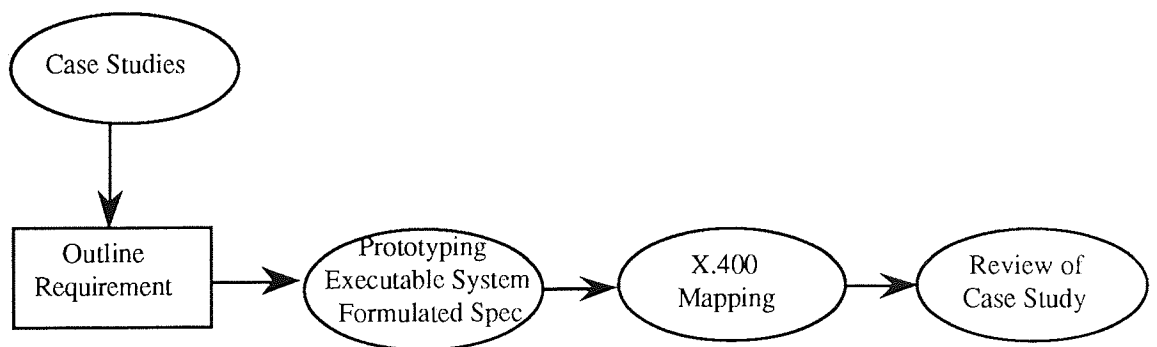 Case Studies
Outline
Requirement
Prototyping
Executable System
Formulated Spec.
X.400
Mapping
Review of
Case Study